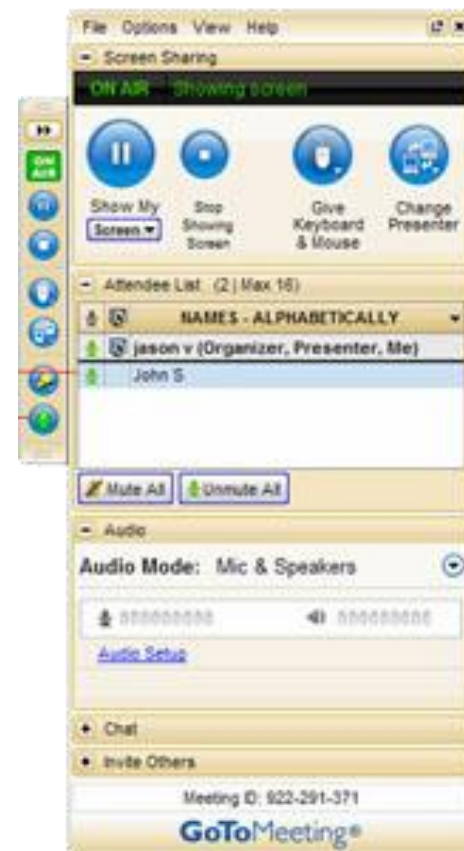 File Options View Help
Screen Sharing
ON AIR Showing screen
ON AIR
Show My
Screen
Stop Showing Screen
Give Keyboard & Mouse
Change Presenter
Attendee List (2 | Max 16)
NAMES - ALPHABETICALLY
jason v (Organizer, Presenter, Me)
John S
Mute All Unmute All
Audio
Audio Mode: Mic & Speakers
Audio Setup
Chat
Invite Others
Meeting ID: 922-291-371
GoToMeeting®